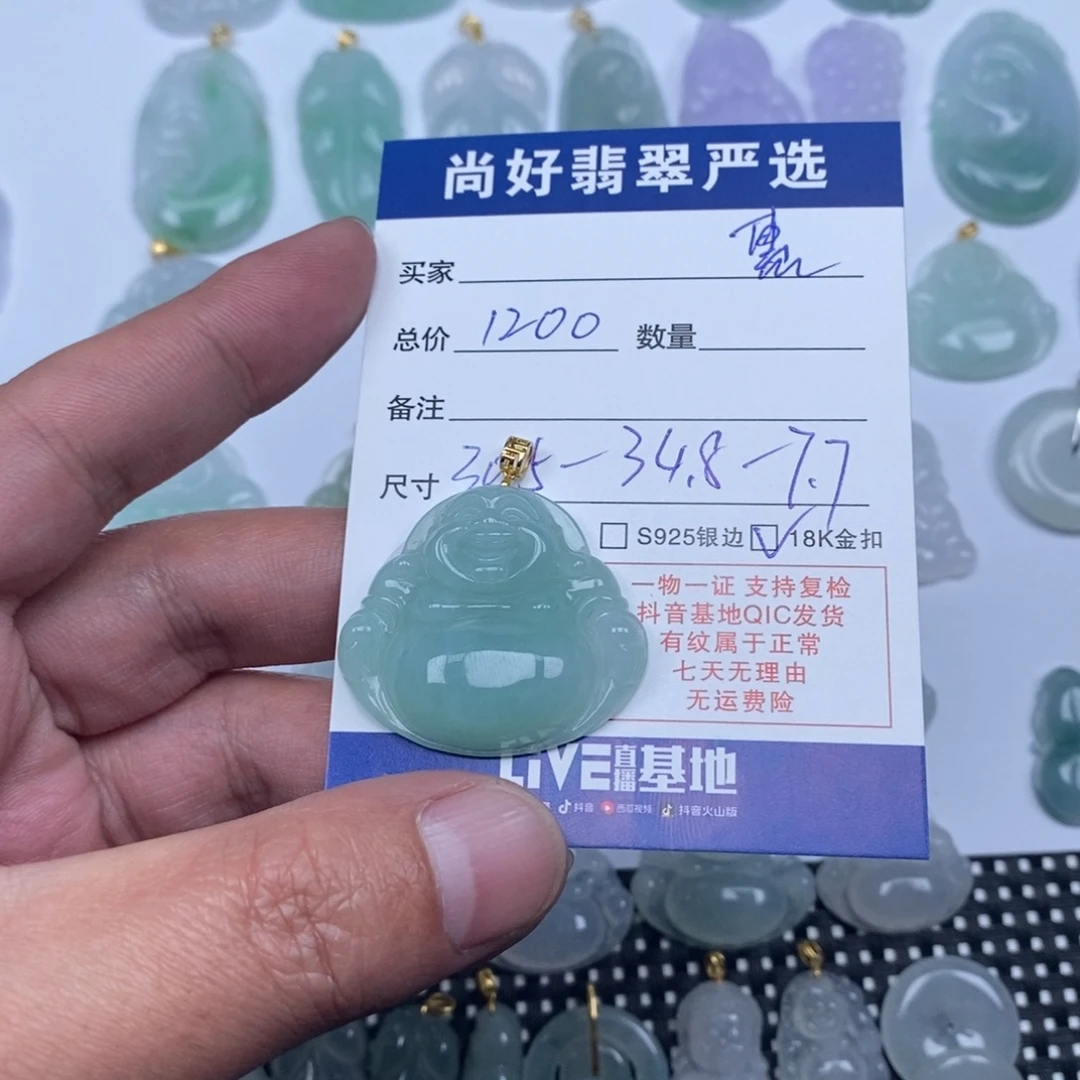 尚好翡翠严选
买家
总价 1200 数量
备注
尺寸 30.5-34.8-7.7
S925银边 18K金扣
一物一证 支持复检
抖音基地QIC发货
有纹属于正常
七天无理由
无运费险
LiVE直播基地
抖音 西瓜视频 抖音火山版